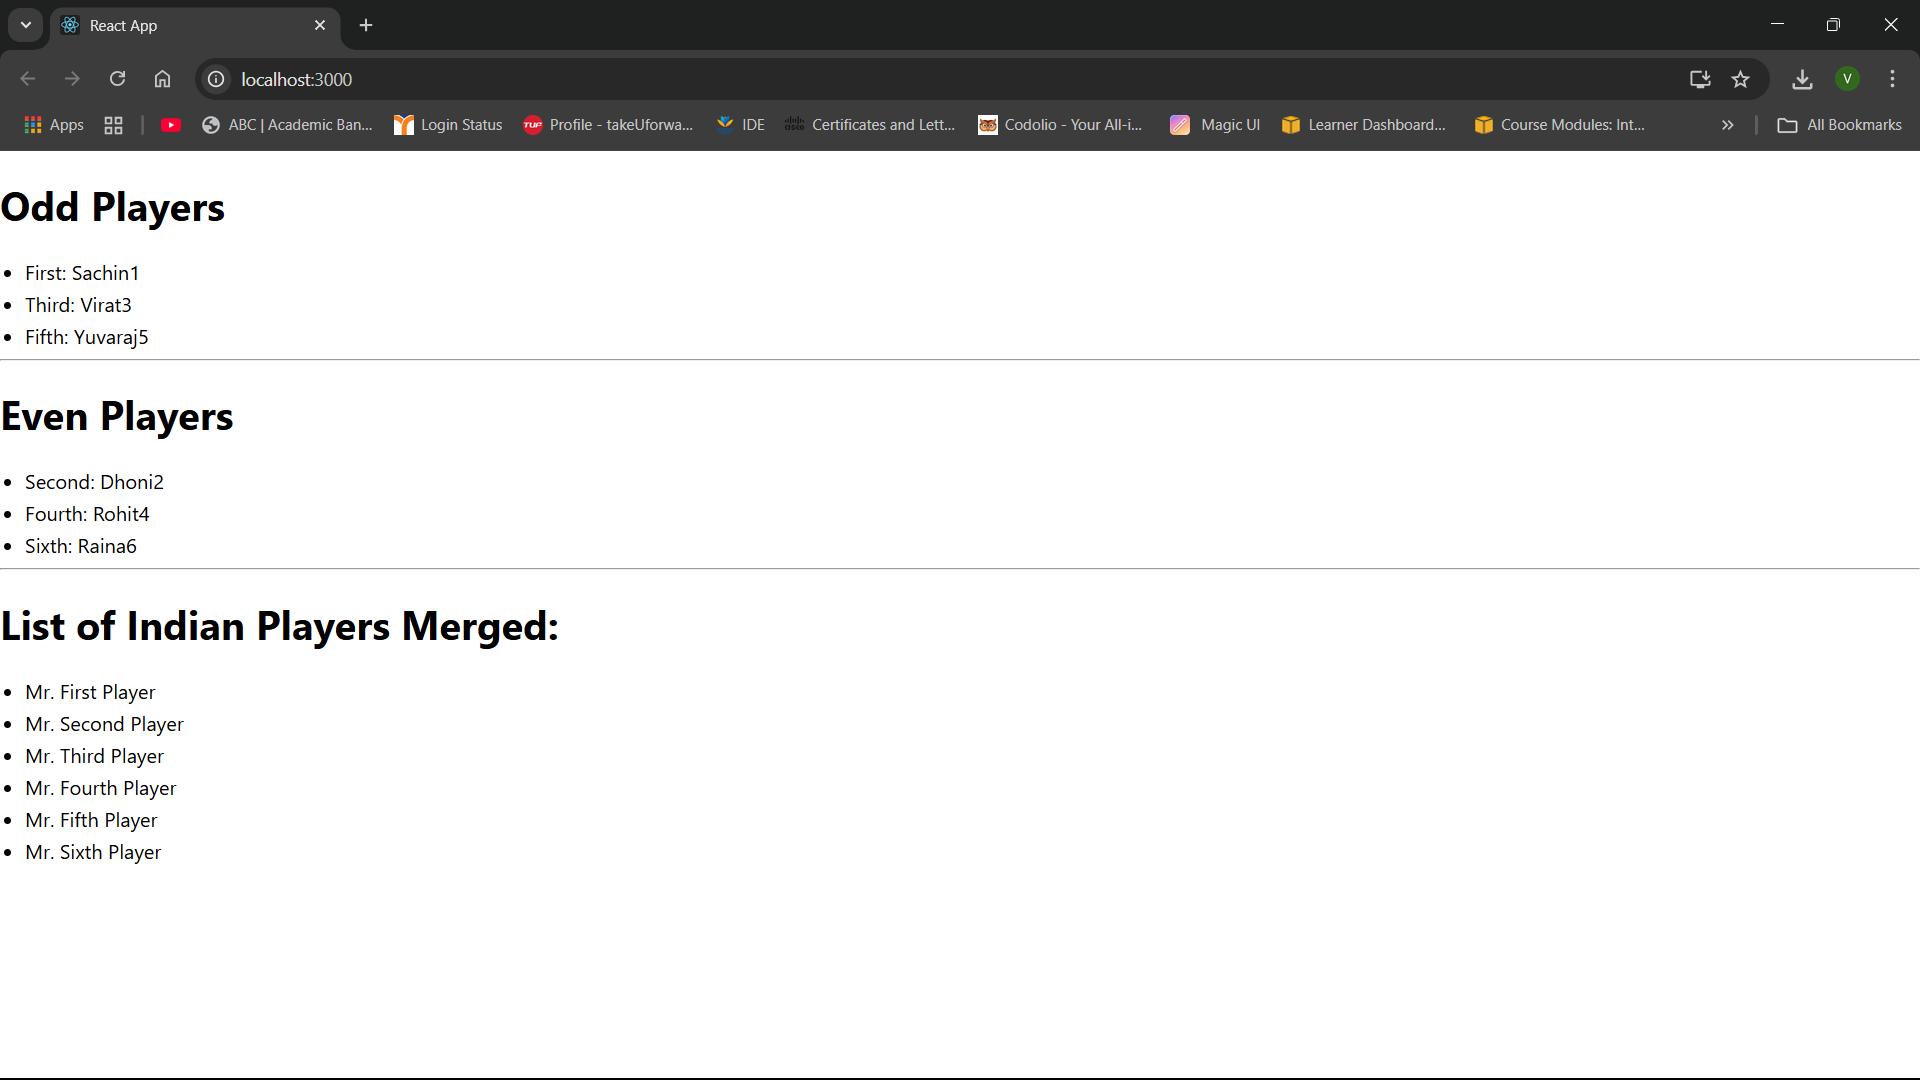 React App
localhost:3000
V
Apps
ABC | Academic Ban...
Login Status
TUF
Profile - takeUforwa...
IDE
cisco
Certificates and Lett...
Codolio - Your All-i...
Magic UI
Learner Dashboard...
Course Modules: Int...
All Bookmarks
Odd Players
First: Sachin1
Third: Virat3
Fifth: Yuvaraj5
Even Players
Second: Dhoni2
Fourth: Rohit4
Sixth: Raina6
List of Indian Players Merged:
Mr. First Player
Mr. Second Player
Mr. Third Player
Mr. Fourth Player
Mr. Fifth Player
Mr. Sixth Player